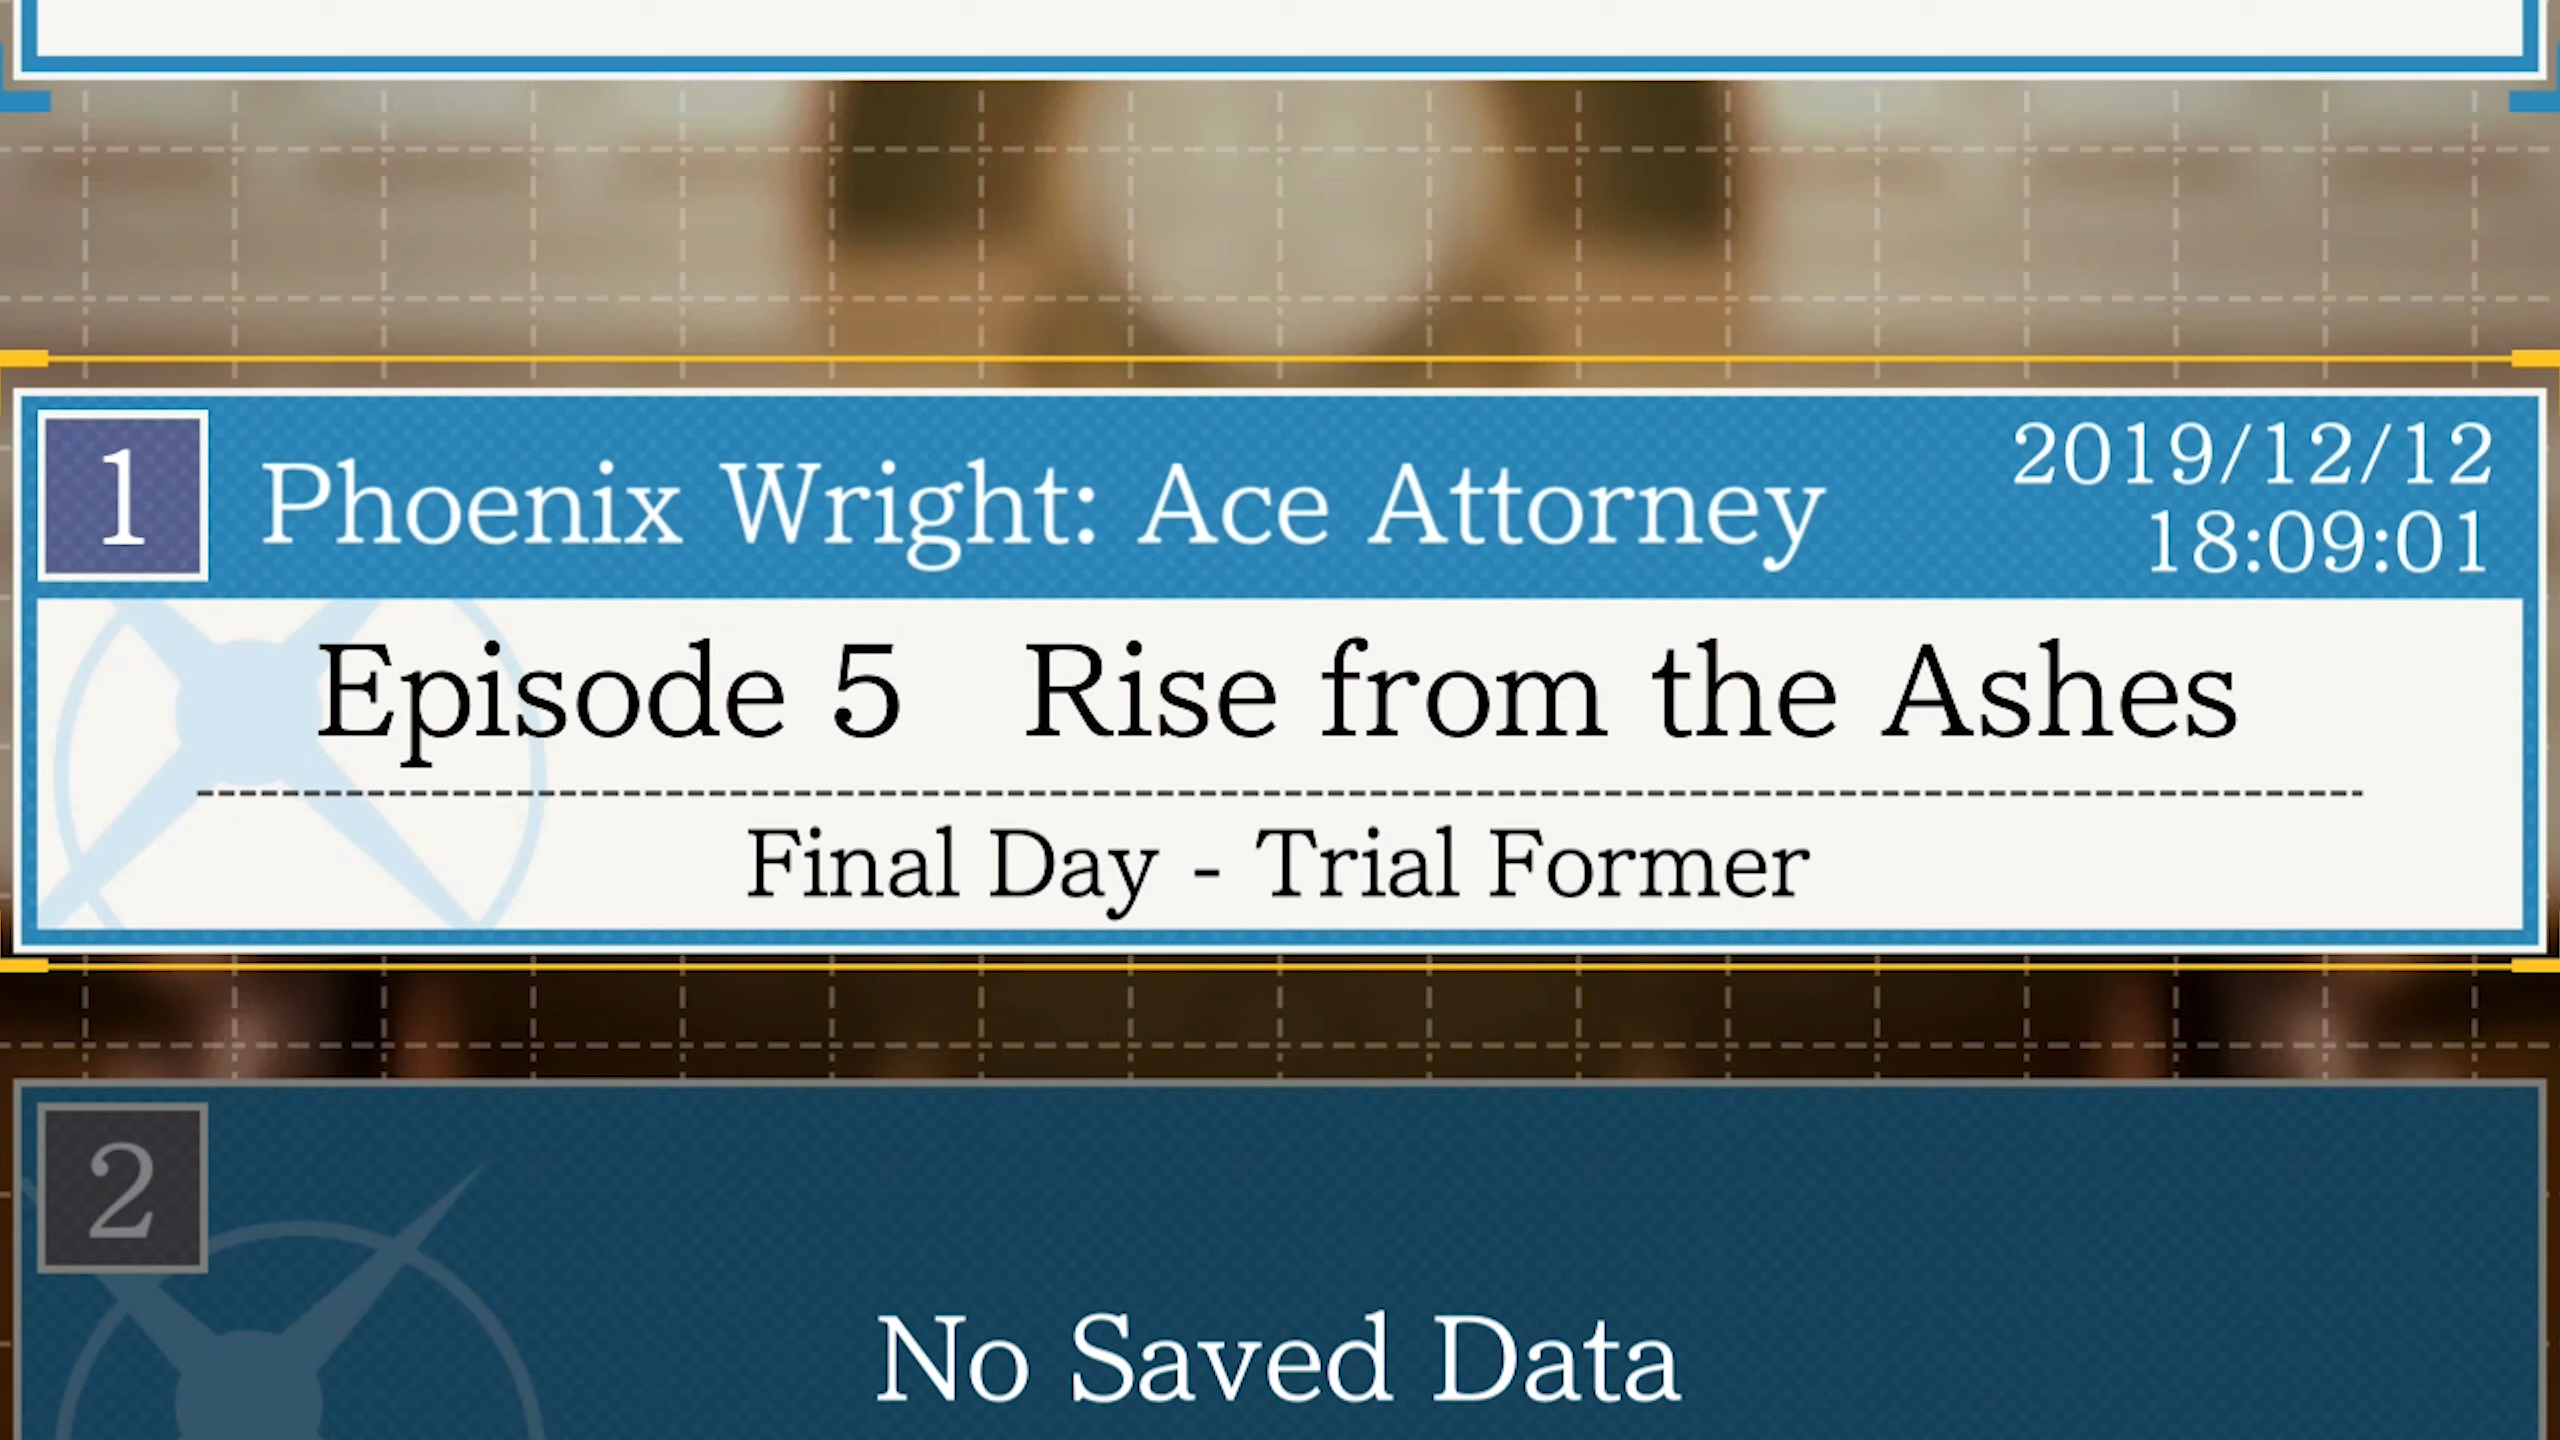 1
Phoenix Wright: Ace Attorney
2019/12/12
18:09:01
Episode 5 Rise from the Ashes
Final Day - Trial Former
2
No Saved Data